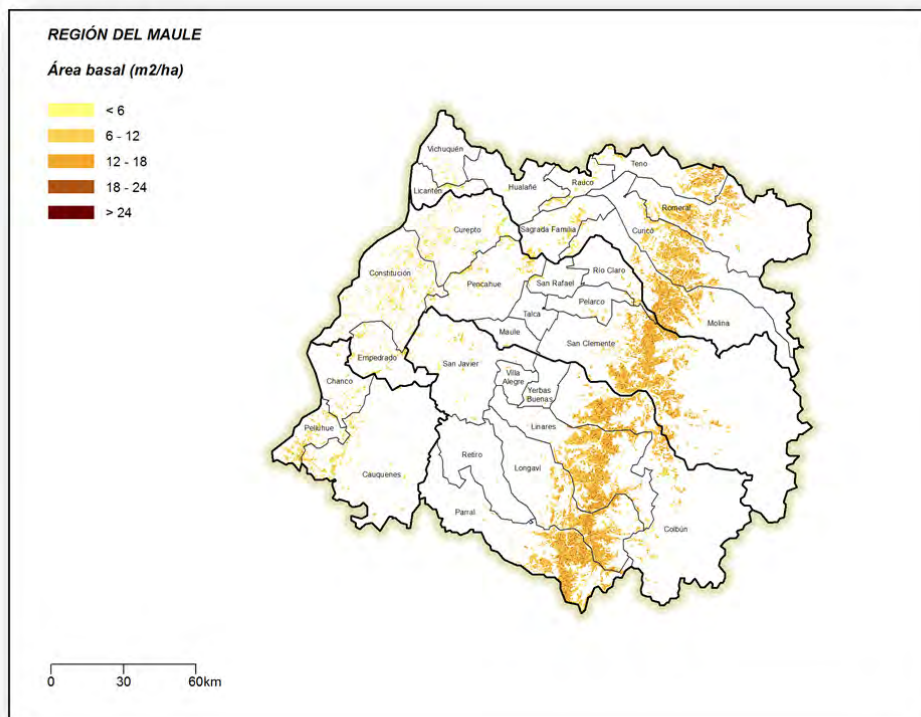 REGIÓN DEL MAULE
Área basal (m2/ha)
< 6
6 - 12
12 - 18
18 - 24
> 24
Vichuquén
Teno
Licantén
Hualañé
Rauco
Romeral
Curepto
Sagrada Familia
Curicó
Constitución
Pencahue
San Rafael
Río Claro
Pelarco
Talca
Molina
Maule
San Clemente
Empedrado
San Javier
Villa
Alegre
Chanco
Yerbas
Buenas
Pelluhue
Linares
Retiro
Longaví
Cauquenes
Parral
Colbún
0 30 60km